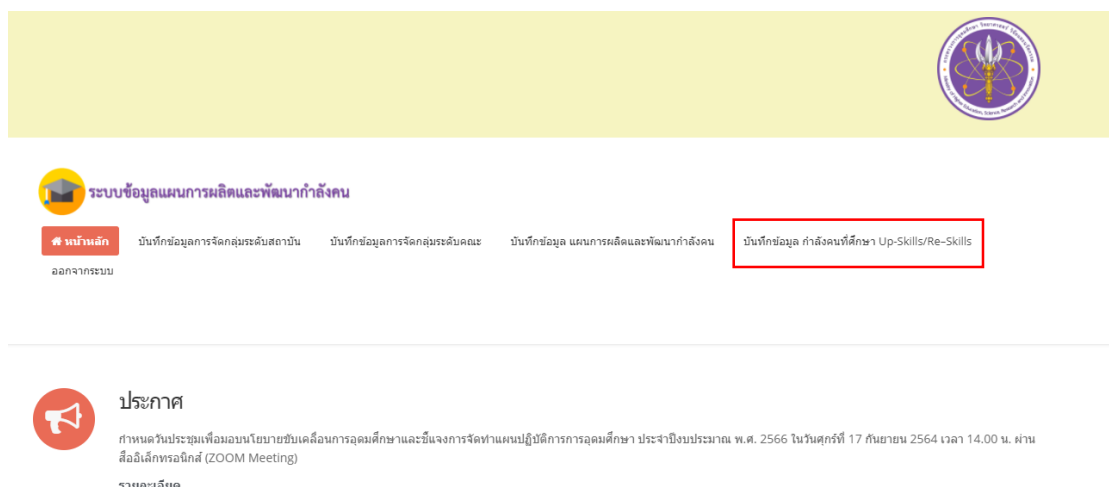 ระบบข้อมูลแผนการผลิตและพัฒนากำลังคน
หน้าหลัก บันทึกข้อมูลการจัดกลุ่มระดับสถาบัน บันทึกข้อมูลการจัดกลุ่มระดับคณะ บันทึกข้อมูล แผนการผลิตและพัฒนากำลังคน บันทึกข้อมูล กำลังคนที่ศึกษา Up-Skills/Re–Skills
ออกจากระบบ
ประกาศ
กำหนดวันประชุมเพื่อมอบนโยบายขับเคลื่อนการอุดมศึกษาและชี้แจงการจัดทำแผนปฏิบัติการการอุดมศึกษา ประจำปีงบประมาณ พ.ศ. 2566 ในวันศุกร์ที่ 17 กันยายน 2564 เวลา 14.00 น. ผ่าน
สื่ออิเล็กทรอนิกส์ (ZOOM Meeting)
รายละเอียด